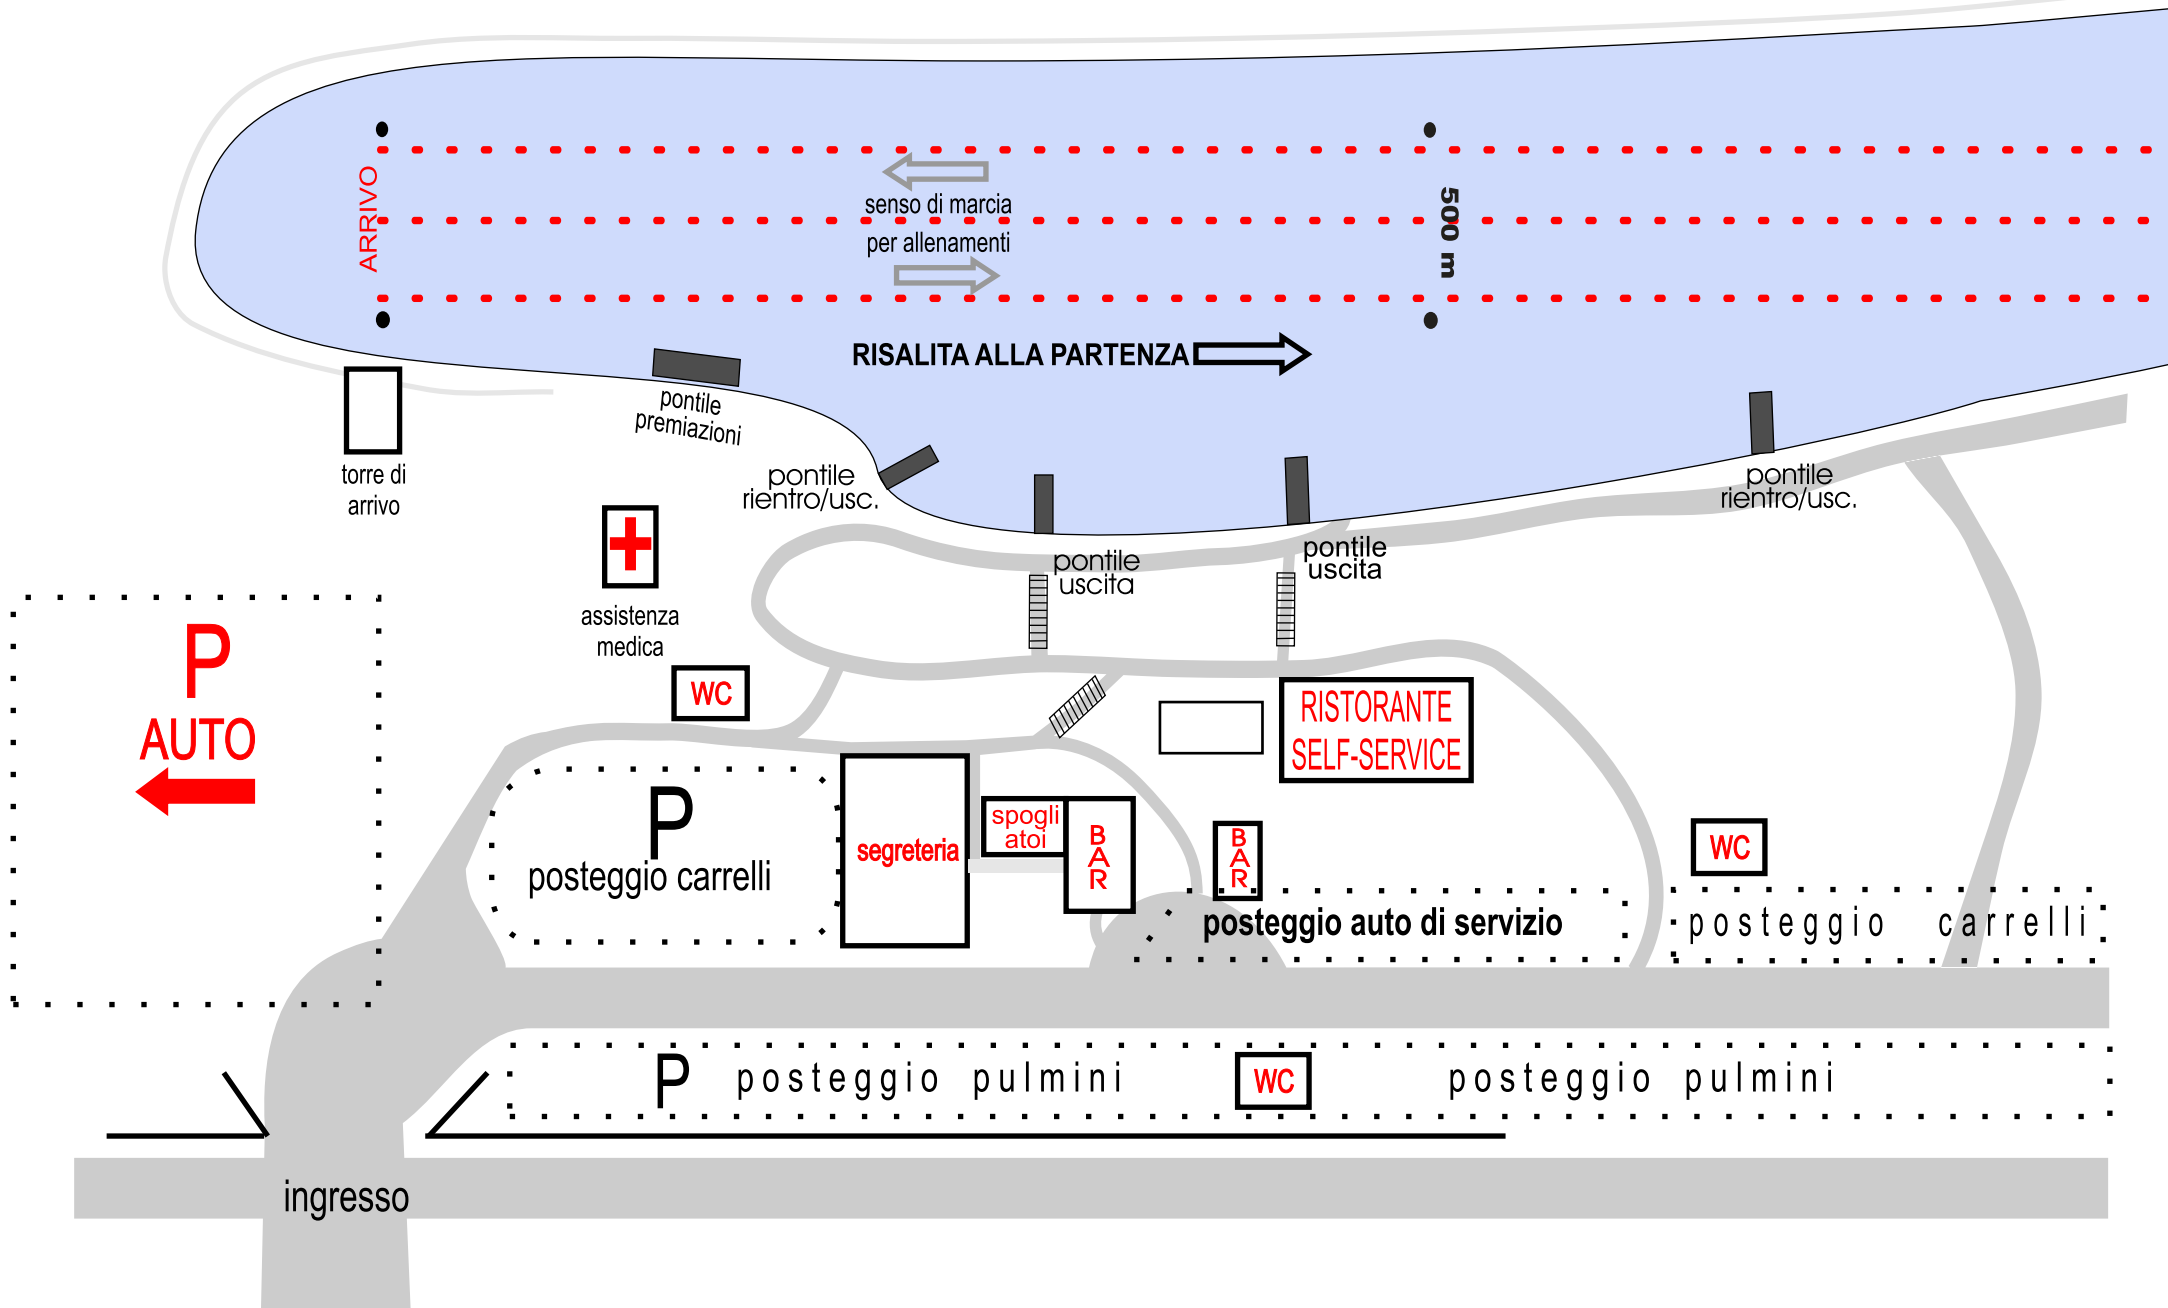 ARRIVO
senso di marcia
per allenamenti
500 m
RISALITA ALLA PARTENZA
pontile
premiazioni
torre di
arrivo
pontile
rientro/usc.
pontile
rientro/usc.
pontile
uscita
pontile
uscita
assistenza
medica
P
AUTO
WC
RISTORANTE
SELF-SERVICE
P
posteggio carrelli
segreteria
spogli
atoi
BAR
BAR
WC
posteggio auto di servizio
posteggio carrelli
P posteggio pulmini
WC
posteggio pulmini
ingresso